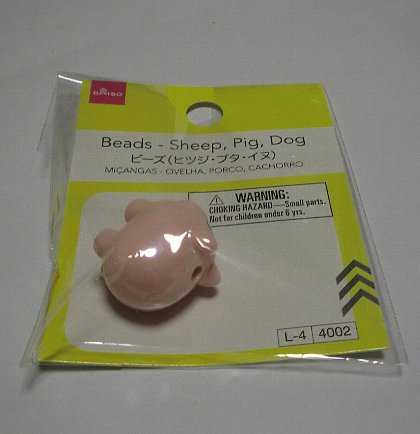 DAISO
Beads - Sheep, Pig, Dog
ビーズ(ヒツジ・ブタ・イヌ)
MIÇANGAS - OVELHA, PORCO, CACHORRO
WARNING:
CHOKING HAZARD—Small parts.
Not for children under 6 yrs.
L-4 4002